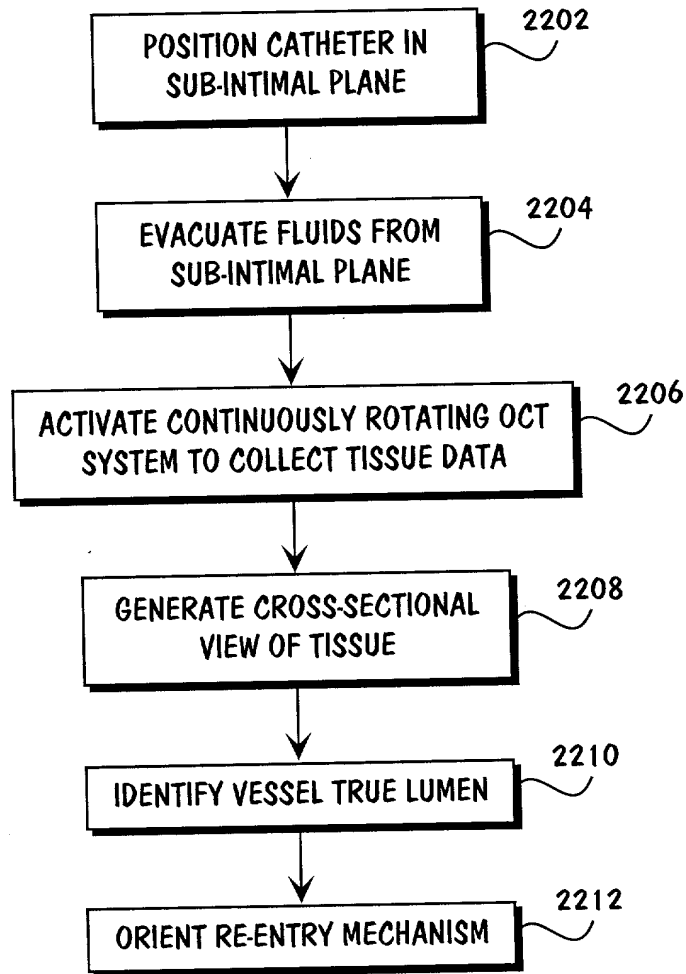 POSITION CATHETER IN
SUB-INTIMAL PLANE
2202
EVACUATE FLUIDS FROM
SUB-INTIMAL PLANE
2204
ACTIVATE CONTINUOUSLY ROTATING OCT
SYSTEM TO COLLECT TISSUE DATA
2206
GENERATE CROSS-SECTIONAL
VIEW OF TISSUE
2208
IDENTIFY VESSEL TRUE LUMEN
2210
ORIENT RE-ENTRY MECHANISM
2212